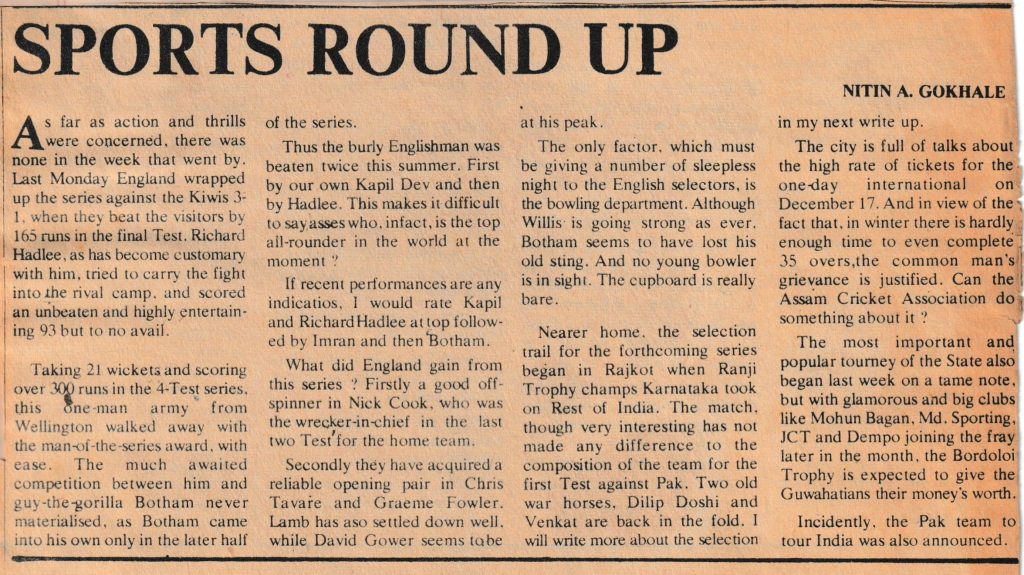 SPORTS ROUND UP
NITIN A. GOKHALE
As far as action and thrills
were concerned, there was
none in the week that went by.
Last Monday England wrapped
up the series against the Kiwis 3-
1, when they beat the visitors by
165 runs in the final Test. Richard
Hadlee, as has become customary
with him, tried to carry the fight
into the rival camp. and scored
an unbeaten and highly entertain-
ing 93 but to no avail.
Taking 21 wickets and scoring
over 300 runs in the 4-Test series,
this one-man army from
Wellington walked away with
the man-of-the-series award, with
ease. The much awaited
competition between him and
guy-the-gorilla Botham never
materialised, as Botham came
into his own only in the later half
of the series.
Thus the burly Englishman was
beaten twice this summer. First
by our own Kapil Dev and then
by Hadlee. This makes it difficult
to say asses who, infact, is the top
all-rounder in the world at the
moment ?
If recent performances are any
indicatios, I would rate Kapil
and Richard Hadlee at top follow-
ed by Imran and then Botham.
What did England gain from
this series ? Firstly a good off-
spinner in Nick Cook, who was
the wrecker-in-chief in the last
two Test for the home team.
Secondly they have acquired a
reliable opening pair in Chris
Tavare and Graeme Fowler.
Lamb has aso settled down well,
while David Gower seems to be
at his peak.
The only factor, which must
be giving a number of sleepless
night to the English selectors, is
the bowling department. Although
Willis is going strong as ever.
Botham seems to have lost his
old sting. And no young bowler
is in sight. The cupboard is really
bare.
Nearer home, the selection
trail for the forthcoming series
began in Rajkot when Ranji
Trophy champs Karnataka took
on Rest of India. The match,
though very interesting has not
made any difference to the
composition of the team for the
first Test against Pak. Two old
war horses, Dilip Doshi and
Venkat are back in the fold. I
will write more about the selection
in my next write up.
The city is full of talks about
the high rate of tickets for the
one-day international on
December 17. And in view of the
fact that, in winter there is hardly
enough time to even complete
35 overs,the common man's
grievance is justified. Can the
Assam Cricket Association do
something about it ?
The most important and
popular tourney of the State also
began last week on a tame note,
but with glamorous and big clubs
like Mohun Bagan, Md. Sporting,
JCT and Dempo joining the fray
later in the month, the Bordoloi
Trophy is expected to give the
Guwahatians their money's worth.
Incidently, the Pak team to
tour India was also announced.